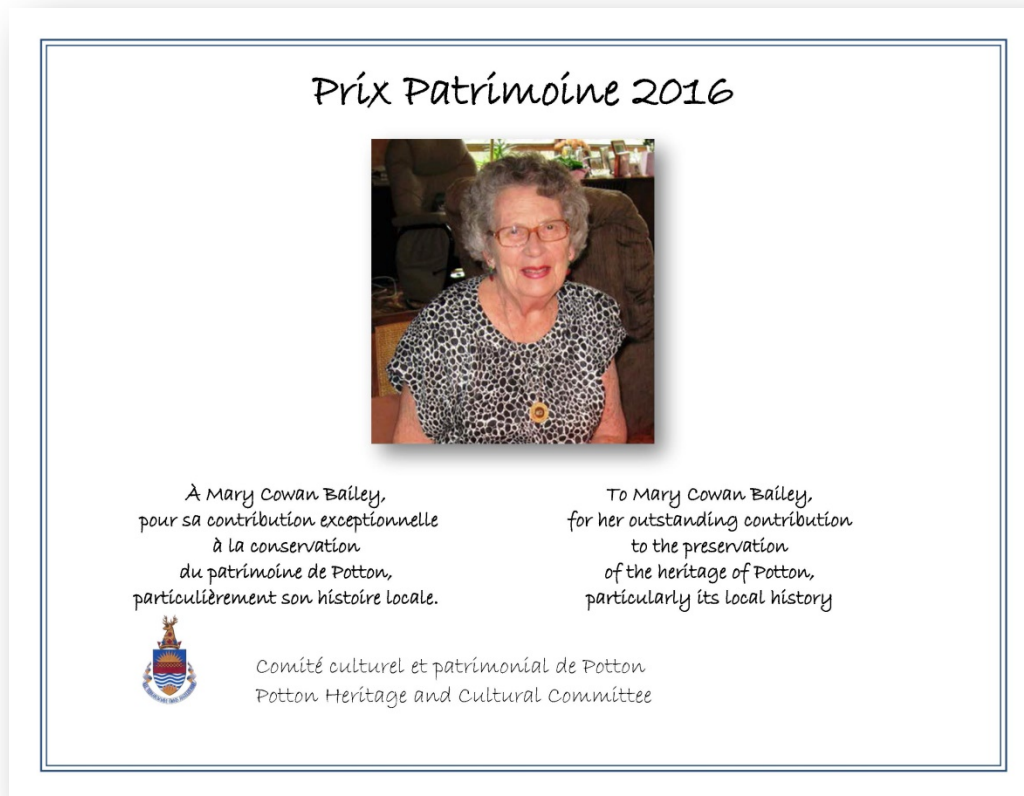 Prix Patrimoine 2016
À Mary Cowan Bailey,
pour sa contribution exceptionnelle
à la conservation
du patrimoine de Potton,
particulièrement son histoire locale.
To Mary Cowan Bailey,
for her outstanding contribution
to the preservation
of the heritage of Potton,
particularly its local history
Comité culturel et patrimonial de Potton
Potton Heritage and Cultural Committee